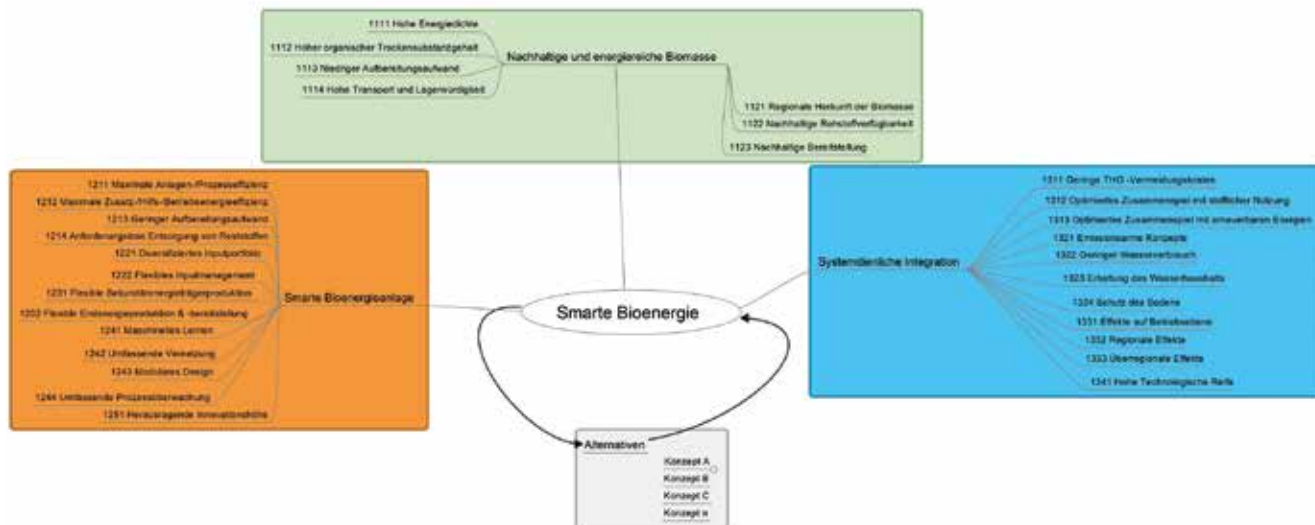 1111 Hohe Energiedichte
1112 Hoher organischer Trockensubstanzgehalt
1113 Niedriger Aufbereitungsaufwand
1114 Hohe Transport und Lagerwürdigkeit
Nachhaltige und energiereiche Biomasse
1121 Regionale Herkunft der Biomasse
1122 Nachhaltige Rohstoffverfügbarkeit
1123 Nachhaltige Bereitstellung
1211 Maximale Anlagen-/Prozesseffizienz
1212 Maximale Zusatz-/Hilfs-/Betriebsenergieeffizienz
1213 Geringer Aufbereitungsaufwand
1214 Anforderungslose Entsorgung von Reststoffen
1221 Diversifiziertes Inputportfolio
1222 Flexibles Inputmanagement
1231 Flexible Sekundärenergieträgerproduktion
1232 Flexible Endenergieproduktion & -bereitstellung
1241 Maschinelles Lernen
1242 Umfassende Vernetzung
1243 Modulares Design
1244 Umfassende Prozessüberwachung
1251 Herausragende Innovationshöhe
Smarte Bioenergieanlage
Smarte Bioenergie
Systemdienliche Integration
1311 Geringe THG -Vermeidungskosten
1312 Optimiertes Zusammenspiel mit stofflicher Nutzung
1313 Optimiertes Zusammenspiel mit erneuerbaren Energien
1321 Emissionsarme Konzepte
1322 Geringer Wasserverbrauch
1323 Erhaltung des Wasserhaushalts
1324 Schutz des Bodens
1331 Effekte auf Betriebsebene
1332 Regionale Effekte
1333 Überregionale Effekte
1341 Hohe Technologische Reife
Alternativen
Konzept A
Konzept B
Konzept C
Konzept n